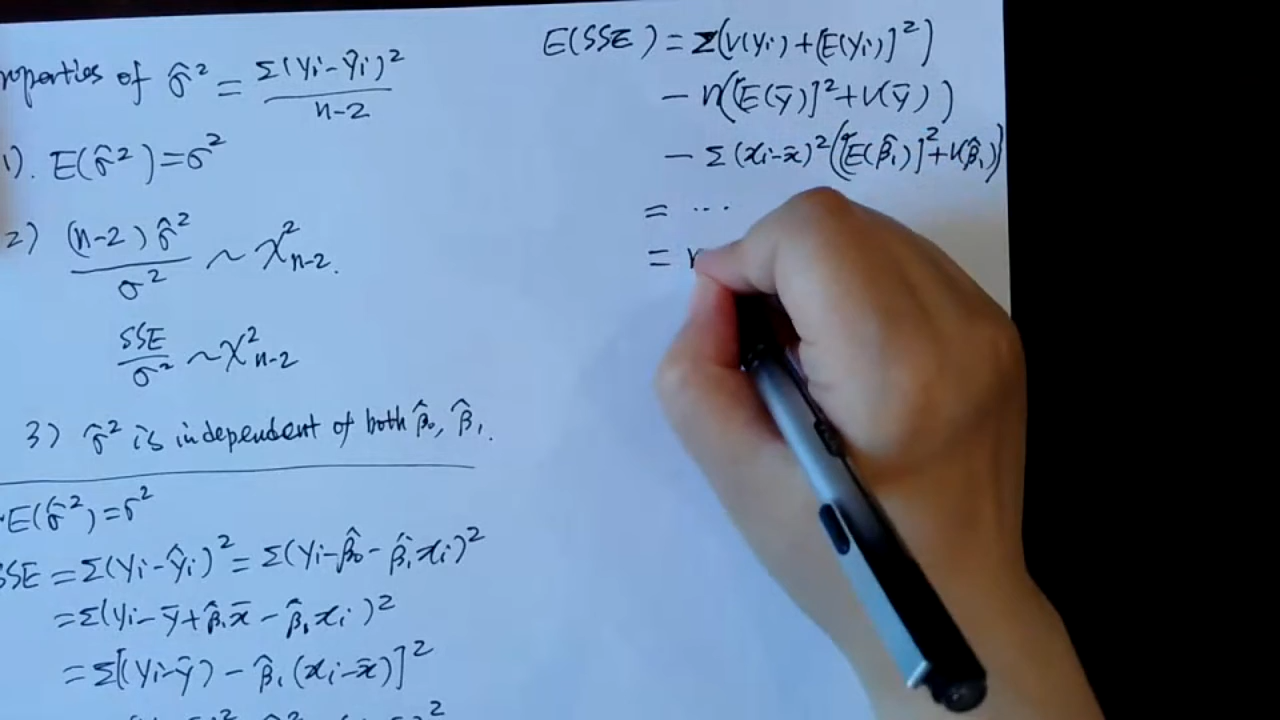 roperties of σ̂² = Σ(yi-ŷi)² / n-2
1). E(σ̂²)=σ²
2) (n-2)σ̂² / σ² ~ χ²n-2.
SSE / σ² ~ χ²n-2
3) σ̂² is independent of both β̂₀, β̂₁.
E(σ̂²)=σ²
SSE = Σ(yi-ŷi)² = Σ(yi-β̂₀-β̂₁xi)²
= Σ(yi-ȳ+β̂₁x̄-β̂₁xi)²
= Σ[(yi-ȳ)-β̂₁(xi-x̄)]²
E(SSE) = Σ(V(yi)+[E(yi)]²)
- n([E(ȳ)]²+V(ȳ))
- Σ(xi-x̄)²([E(β̂₁)]²+V(β̂₁))
= ...
=